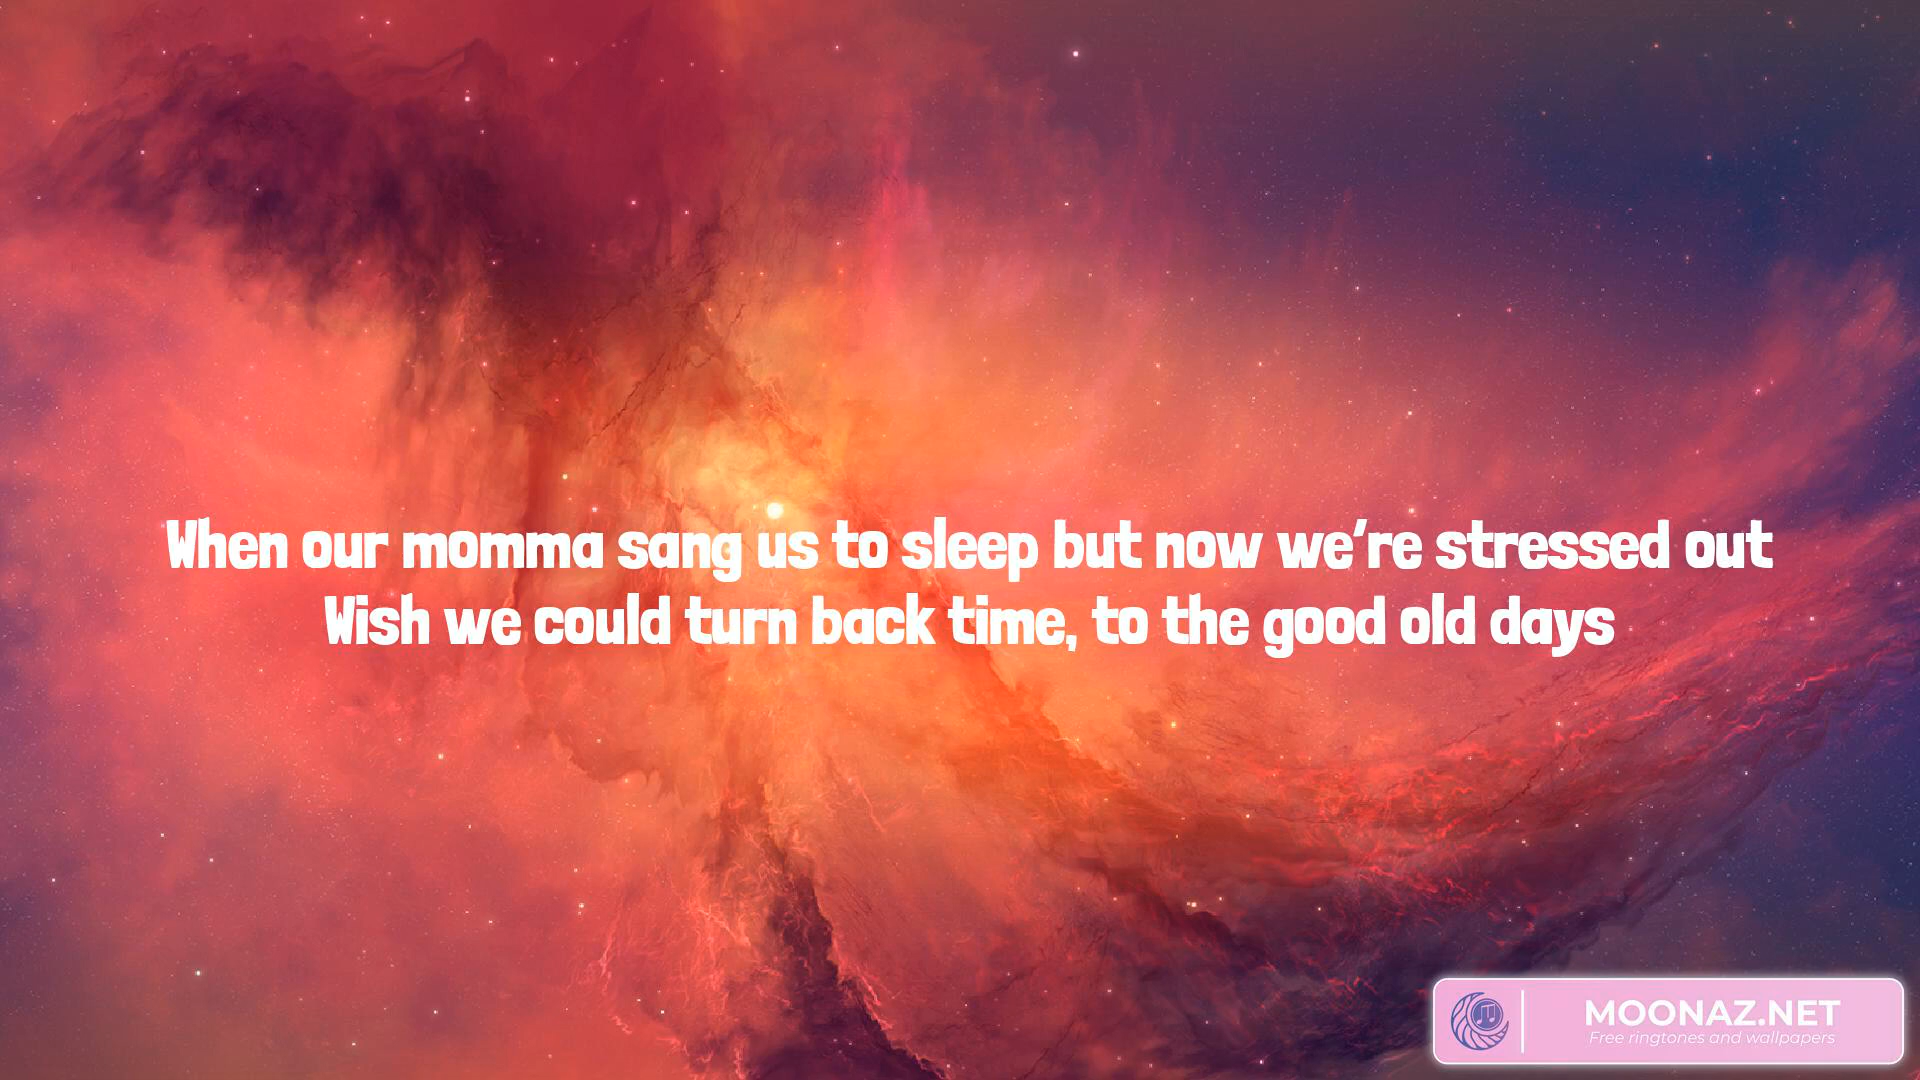 When our momma sang us to sleep but now we're stressed out
Wish we could turn back time, to the good old days
MOONAZ.NET
Free ringtones and wallpapers